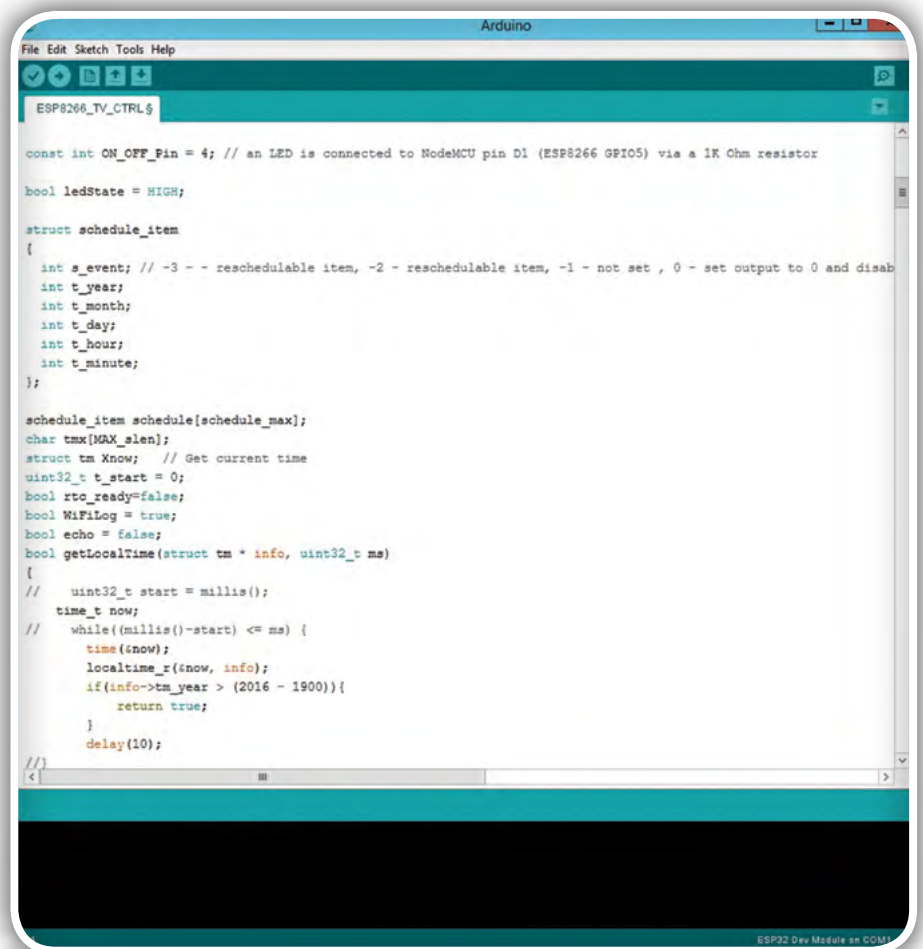 Arduino
File Edit Sketch Tools Help
ESP8266_TV_CTRL§
const int ON_OFF_Pin = 4; // an LED is connected to NodeMCU pin D1 (ESP8266 GPIO5) via a 1K Ohm resistor
bool ledState = HIGH;
struct schedule_item
{
int s_event; // -3 - - reschedulable item, -2 - reschedulable item, -1 - not set , 0 - set output to 0 and disab
int t_year;
int t_month;
int t_day;
int t_hour;
int t_minute;
};
schedule_item schedule[schedule_max];
char tmx[MAX_slen];
struct tm Xnow; // Get current time
uint32_t t_start = 0;
bool rtc_ready=false;
bool WiFiLog = true;
bool echo = false;
bool getLocalTime(struct tm * info, uint32_t ms)
{
// uint32_t start = millis();
time_t now;
// while((millis()-start) <= ms) {
time(&now);
localtime_r(&now, info);
if(info->tm_year > (2016 - 1900)){
return true;
}
delay(10);
//}
ESP32 Dev Module on COM1